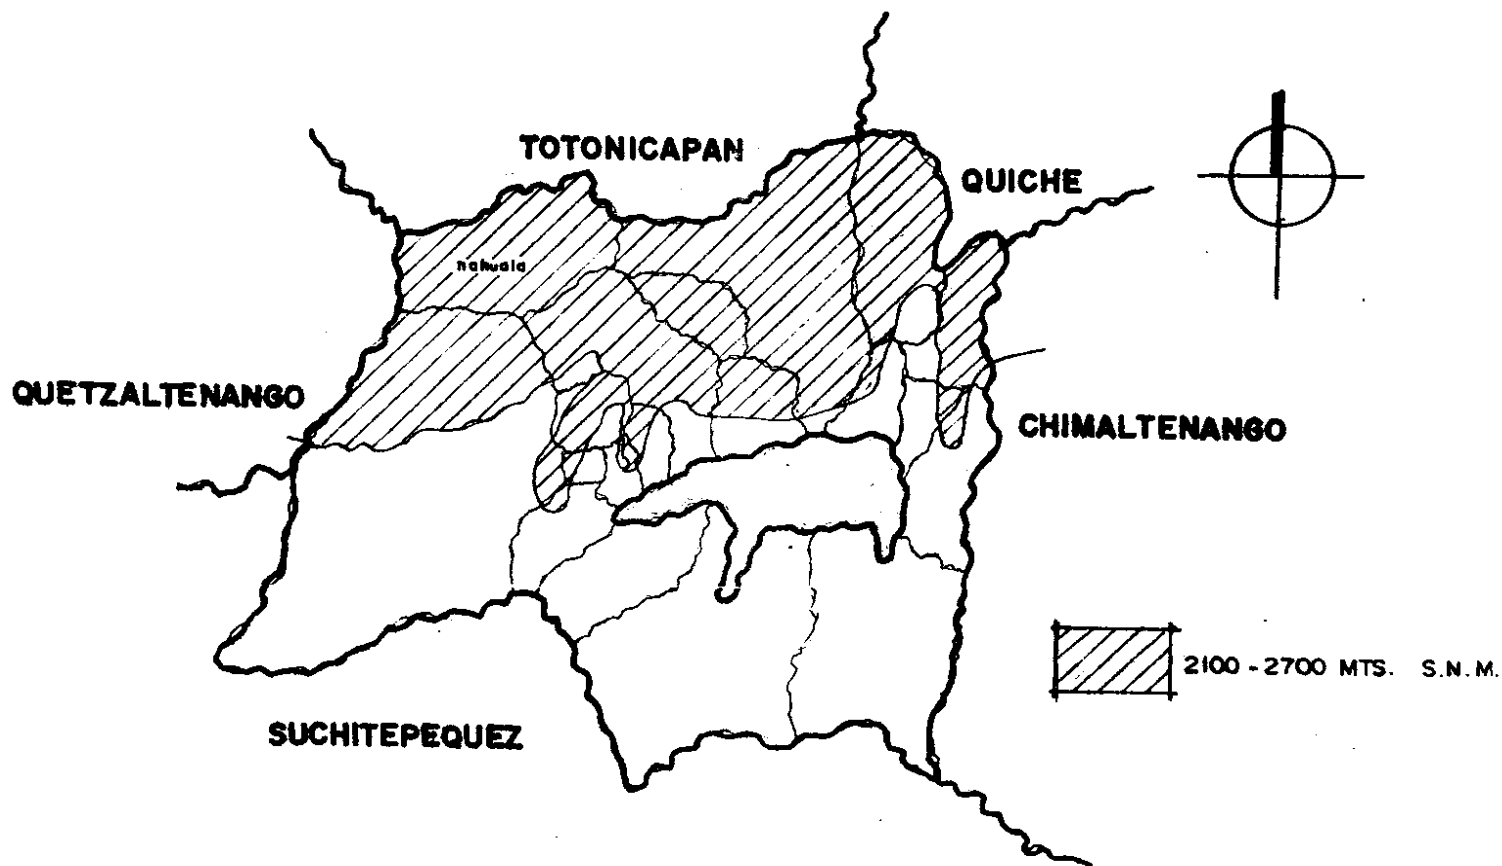 TOTONICAPAN
QUICHE
nahuala
QUETZALTENANGO
CHIMALTENANGO
2100 - 2700 MTS. S.N.M.
SUCHITEPEQUEZ